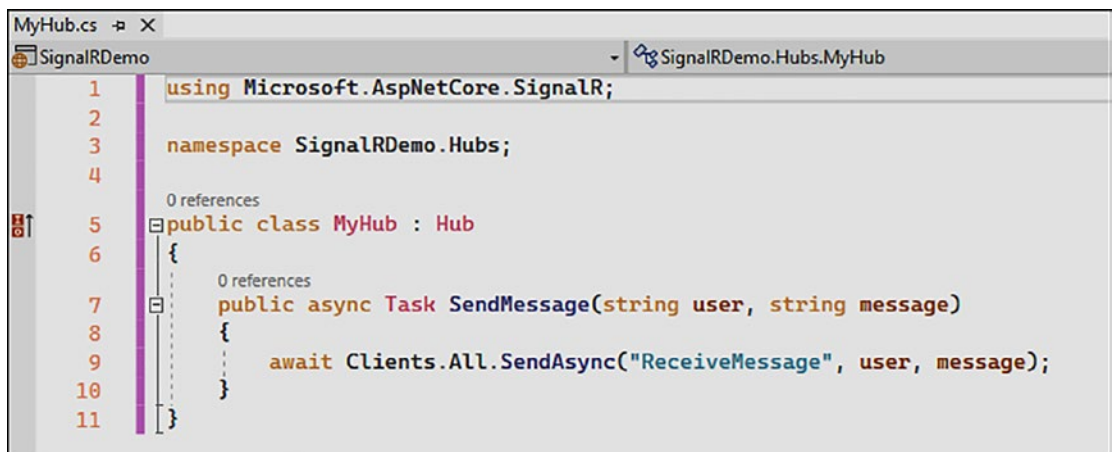 MyHub.cs
SignalRDemo SignalRDemo.Hubs.MyHub
1 using Microsoft.AspNetCore.SignalR;
2
3 namespace SignalRDemo.Hubs;
4
0 references
5 public class MyHub : Hub
6 {
0 references
7 public async Task SendMessage(string user, string message)
8 {
9 await Clients.All.SendAsync("ReceiveMessage", user, message);
10 }
11 }